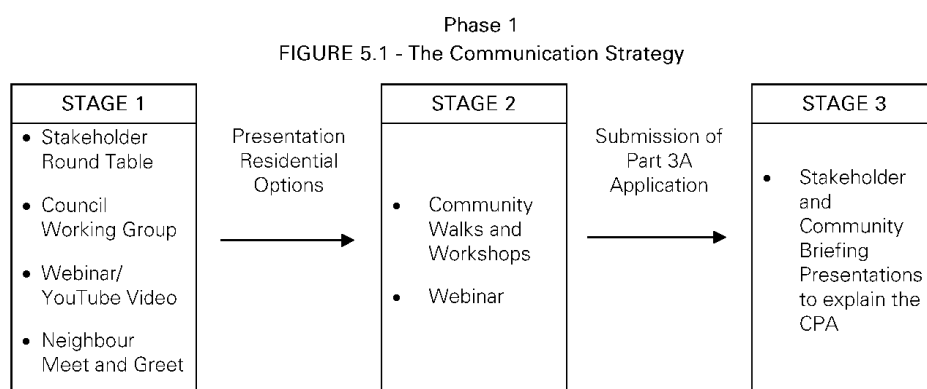 Phase 1
FIGURE 5.1 - The Communication Strategy
STAGE 1
• Stakeholder
Round Table
• Council
Working Group
• Webinar/
YouTube Video
• Neighbour
Meet and Greet
Presentation
Residential
Options
STAGE 2
• Community
Walks and
Workshops
• Webinar
Submission of
Part 3A
Application
STAGE 3
• Stakeholder
and
Community
Briefing
Presentations
to explain the
CPA